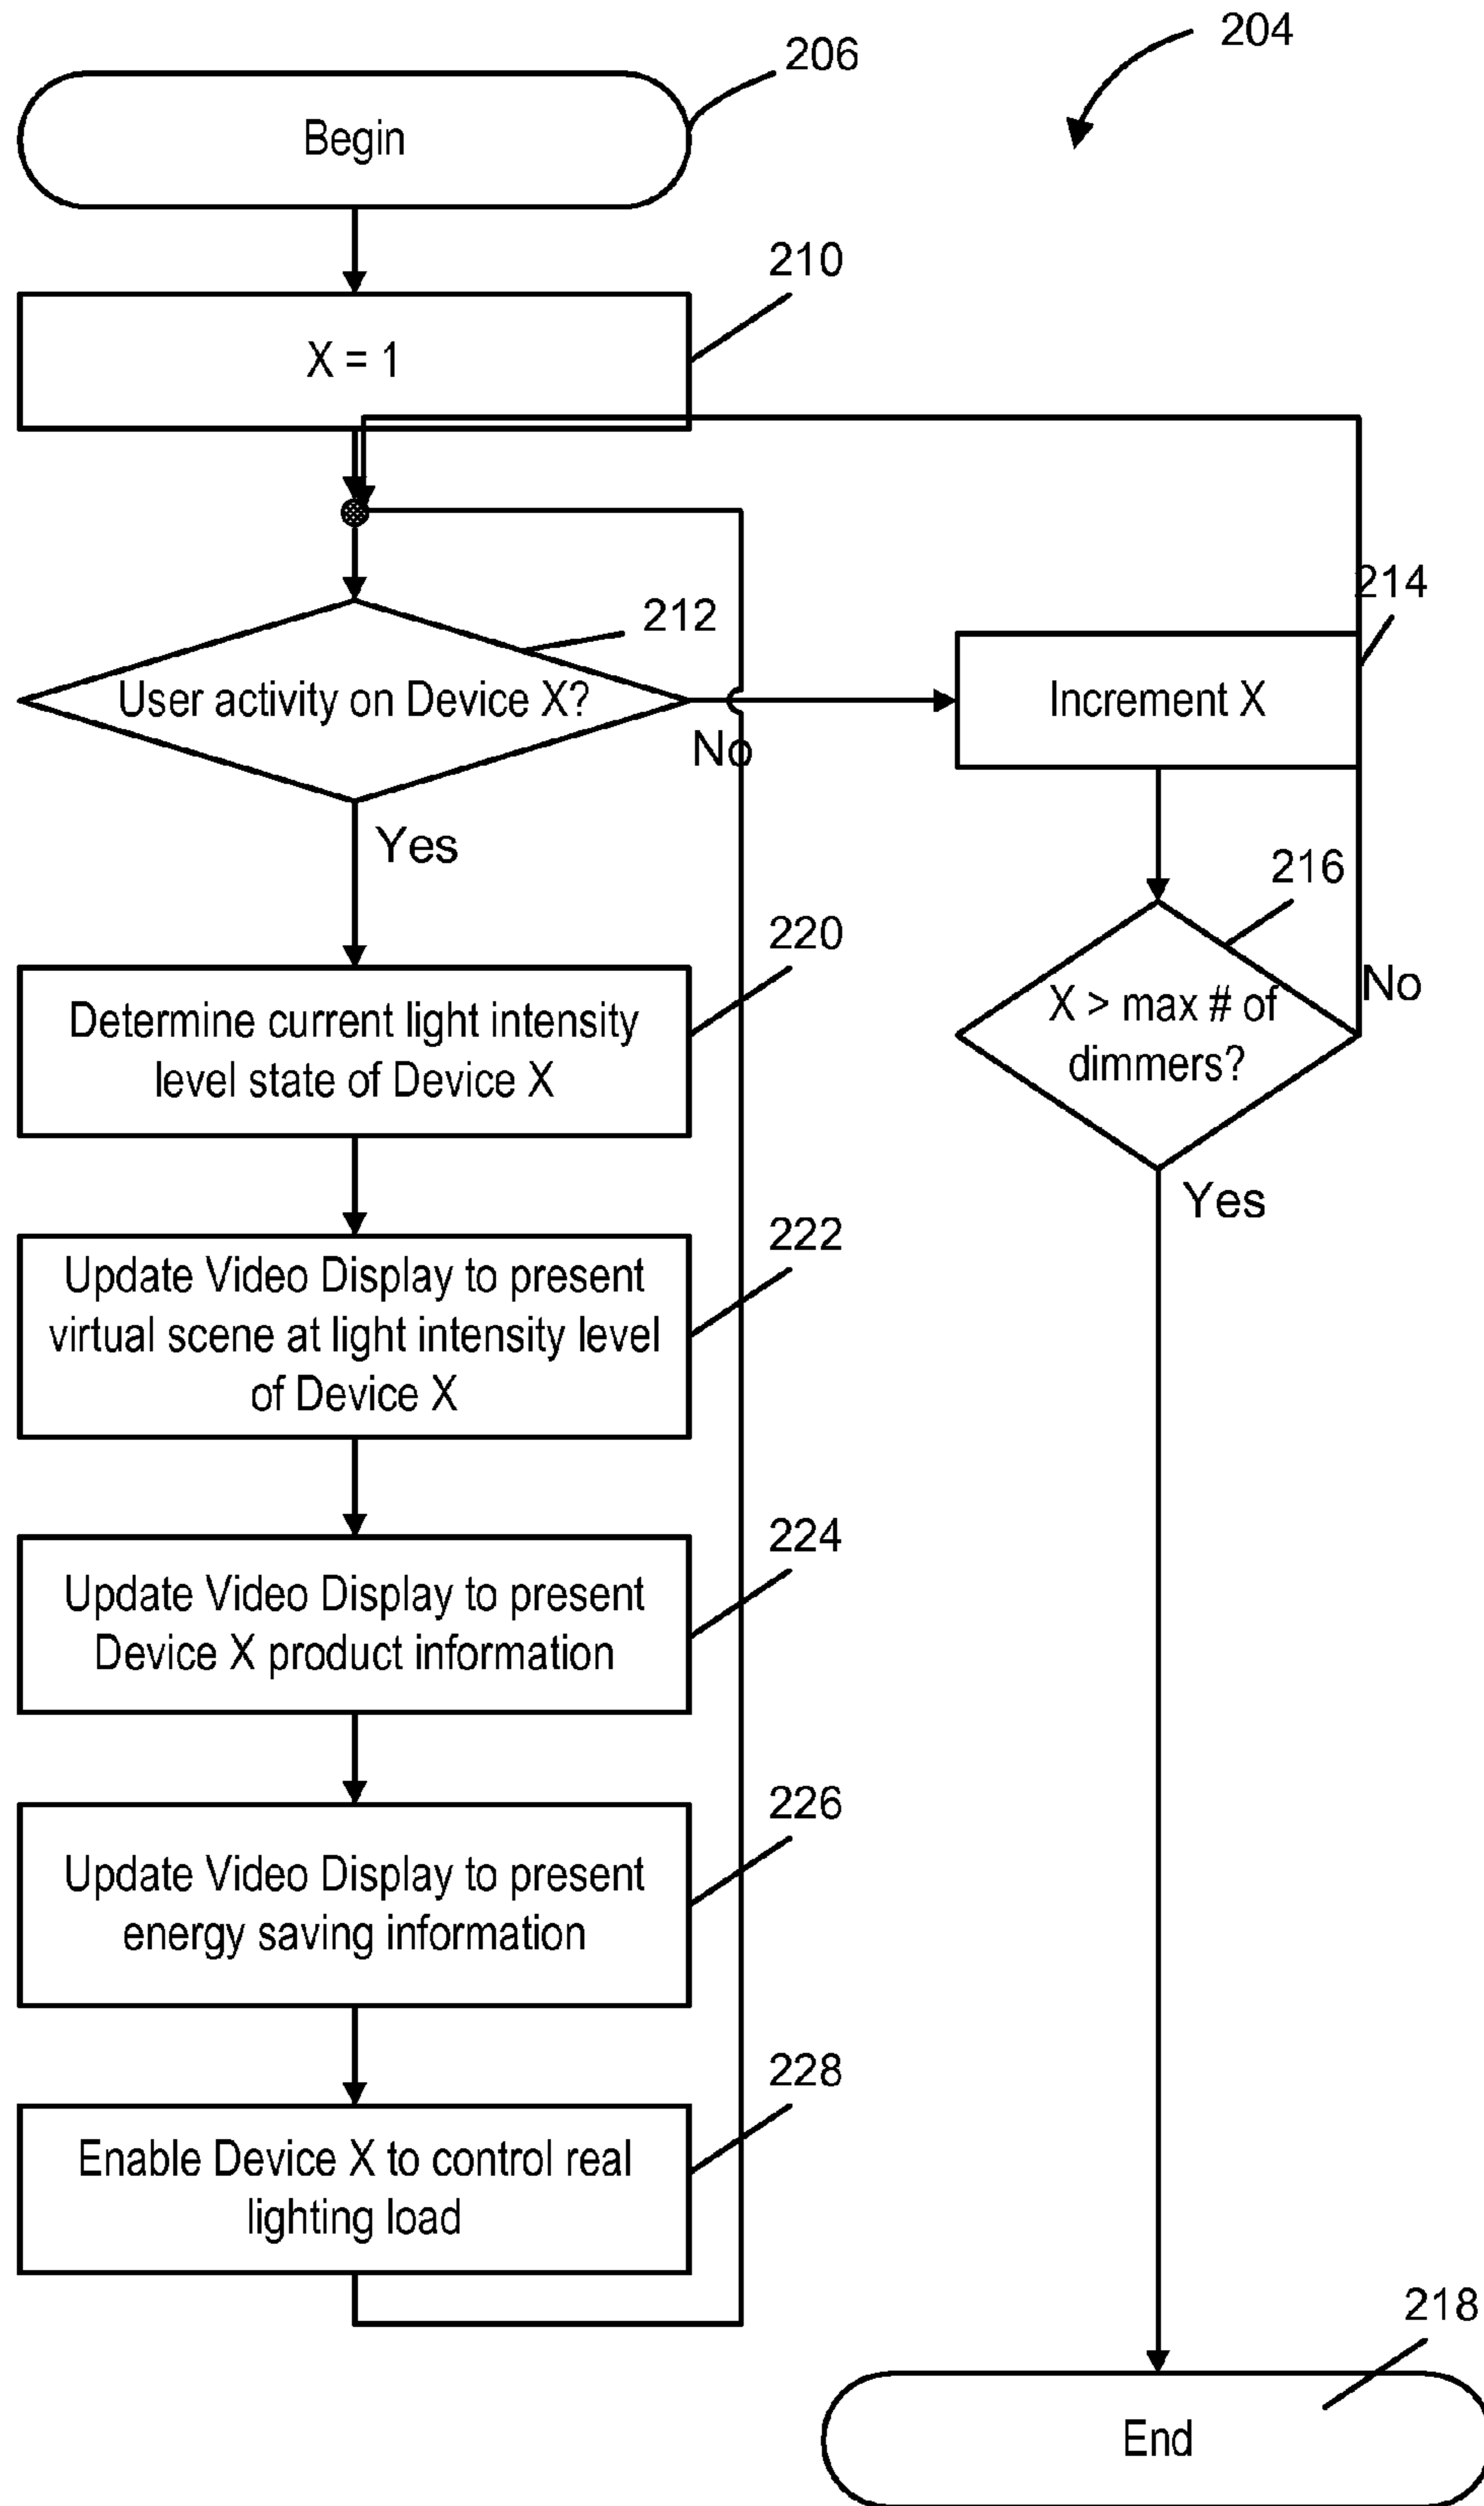 204
206
Begin
210
X = 1
212
User activity on Device X?
No
Yes
214
Increment X
216
X > max # of
dimmers?
No
Yes
220
Determine current light intensity
level state of Device X
222
Update Video Display to present
virtual scene at light intensity level
of Device X
224
Update Video Display to present
Device X product information
226
Update Video Display to present
energy saving information
228
Enable Device X to control real
lighting load
218
End